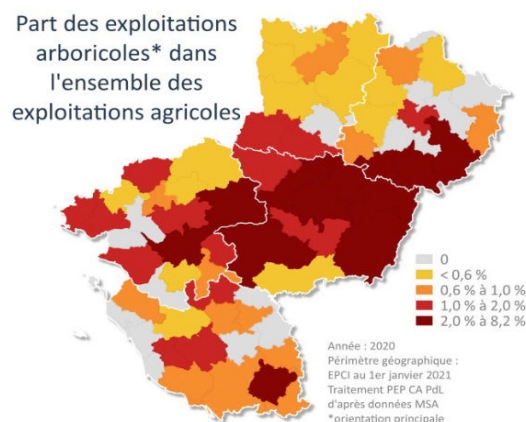 Part des exploitations
arboricoles* dans
l'ensemble des
exploitations agricoles
0
< 0,6 %
0,6 % à 1,0 %
1,0 % à 2,0 %
2,0 % à 8,2 %
Année : 2020
Périmètre géographique :
EPCI au 1er janvier 2021
Traitement PEP CA PdL
d'après données MSA
*orientation principale